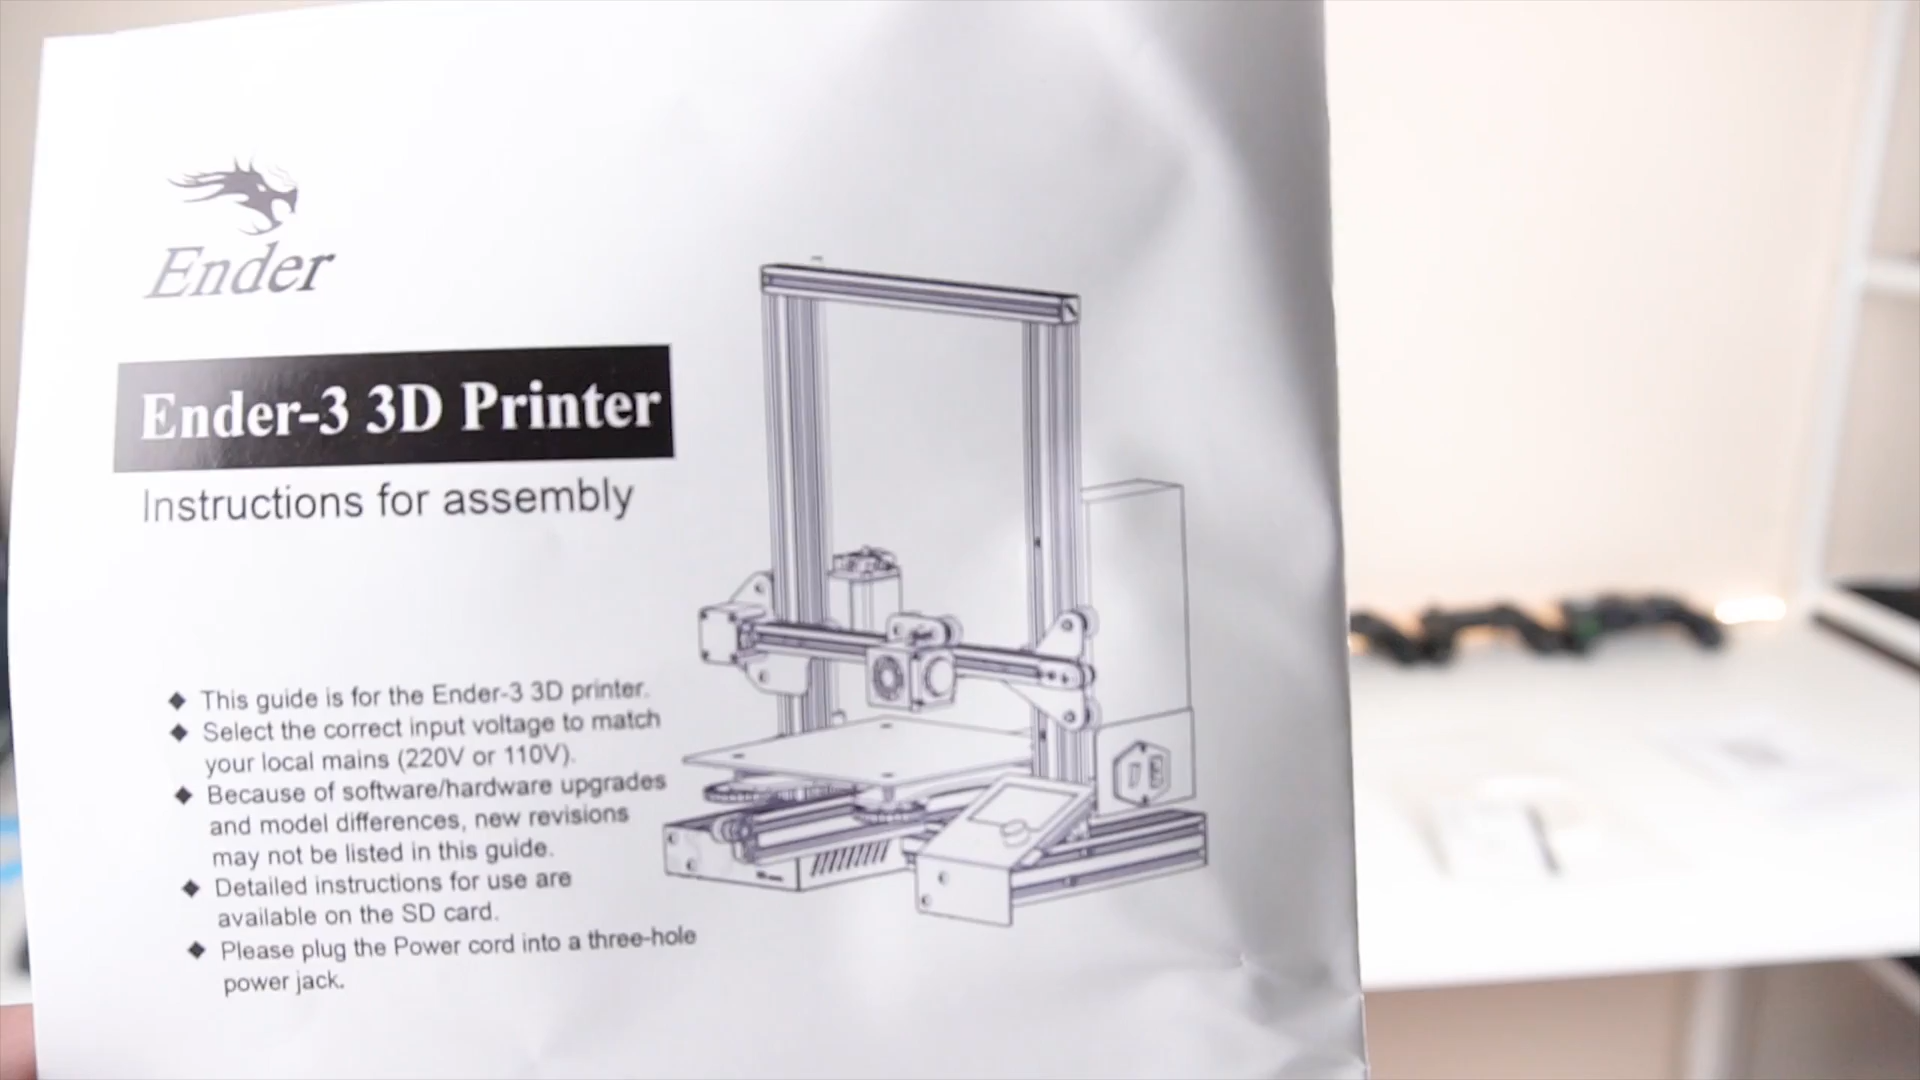 Ender
Ender-3 3D Printer
Instructions for assembly
◆ This guide is for the Ender-3 3D printer.
◆ Select the correct input voltage to match
your local mains (220V or 110V).
◆ Because of software/hardware upgrades
and model differences, new revisions
may not be listed in this guide.
◆ Detailed instructions for use are
available on the SD card.
◆ Please plug the Power cord into a three-hole
power jack.